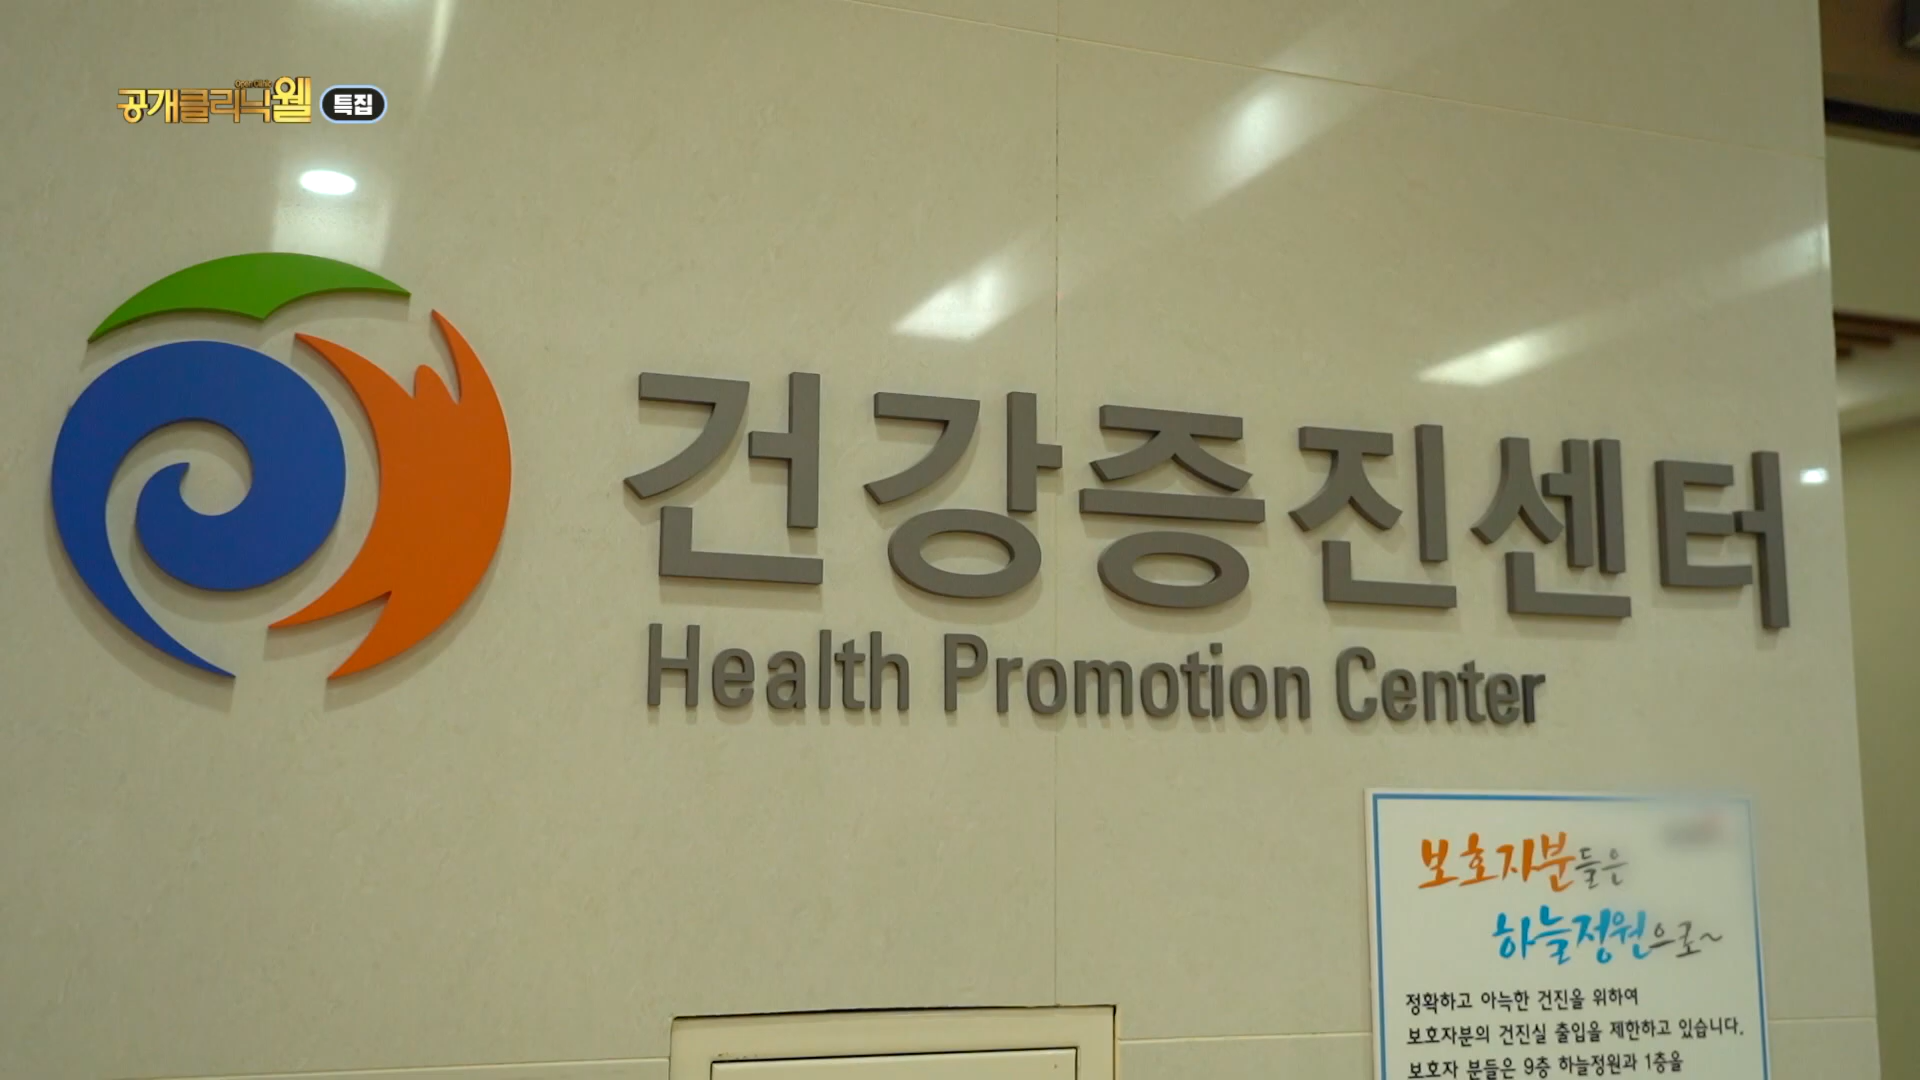 Open Clinic
공개클리닉웰 특집
건강증진센터
Health Promotion Center
보호자분들은
하늘정원으로~
정확하고 아늑한 건진을 위하여
보호자분의 건진실 출입을 제한하고 있습니다.
보호자 분들은 9층 하늘정원과 1층을